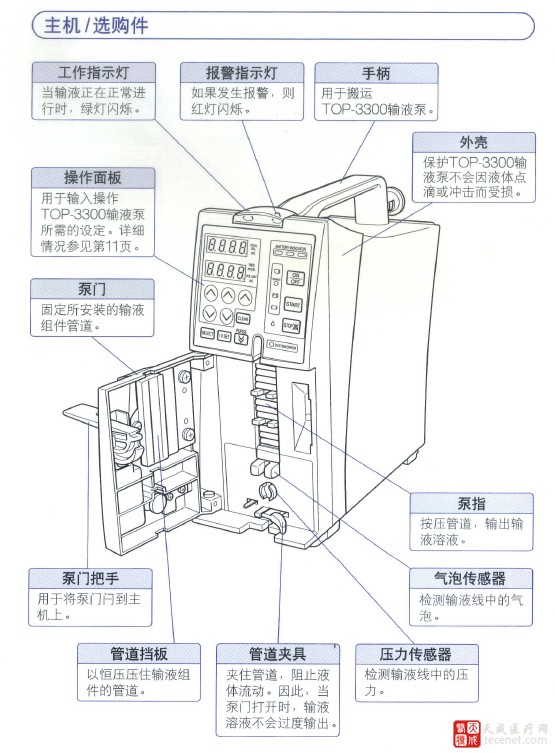 主机/选购件
工作指示灯
当输液正在正常进
行时，绿灯闪烁。
报警指示灯
如果发生报警，则
红灯闪烁。
手柄
用于搬运
TOP-3300输液泵。
外壳
保护TOP-3300输
液泵不会因液体点
滴或冲击而受损。
操作面板
用于输入操作
TOP-3300输液泵
所需的设定。详细
情况参见第11页。
泵门
固定所安装的输液
组件管道。
BATTERY INDICATOR
ON
OFF
START
STOP
CLEAR
SELECT
PURGE
泵指
按压管道，输出输
液溶液。
泵门把手
用于将泵门闩到主
机上。
气泡传感器
检测输液线中的气
泡。
管道挡板
以恒压压住输液组
件的管道。
管道夹具
夹住管道，阻止液
体流动。因此，当
泵门打开时，输液
溶液不会过度输出。
压力传感器
检测输液线中的压
力。
天成医疗网
tecenet.com